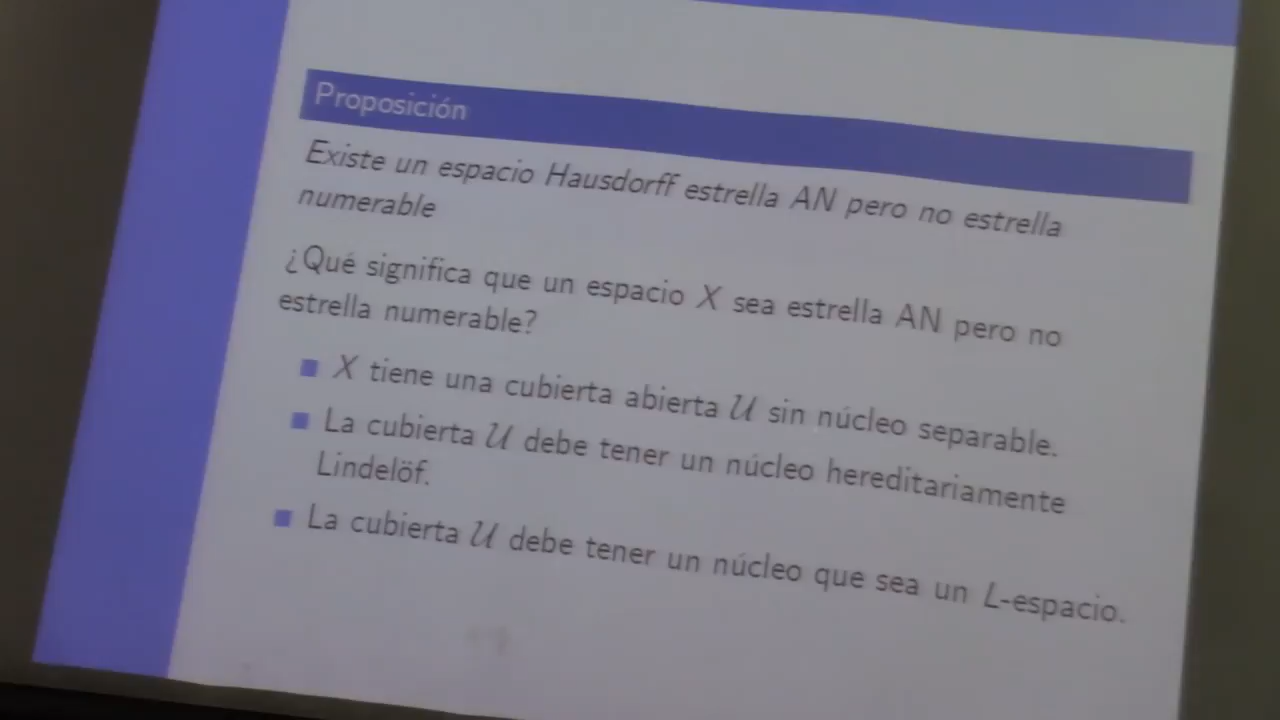 Proposición
Existe un espacio Hausdorff estrella AN pero no estrella
numerable
¿Qué significa que un espacio X sea estrella AN pero no
estrella numerable?
X tiene una cubierta abierta 𝒰 sin núcleo separable.
La cubierta 𝒰 debe tener un núcleo hereditariamente
Lindelöf.
La cubierta 𝒰 debe tener un núcleo que sea un L-espacio.